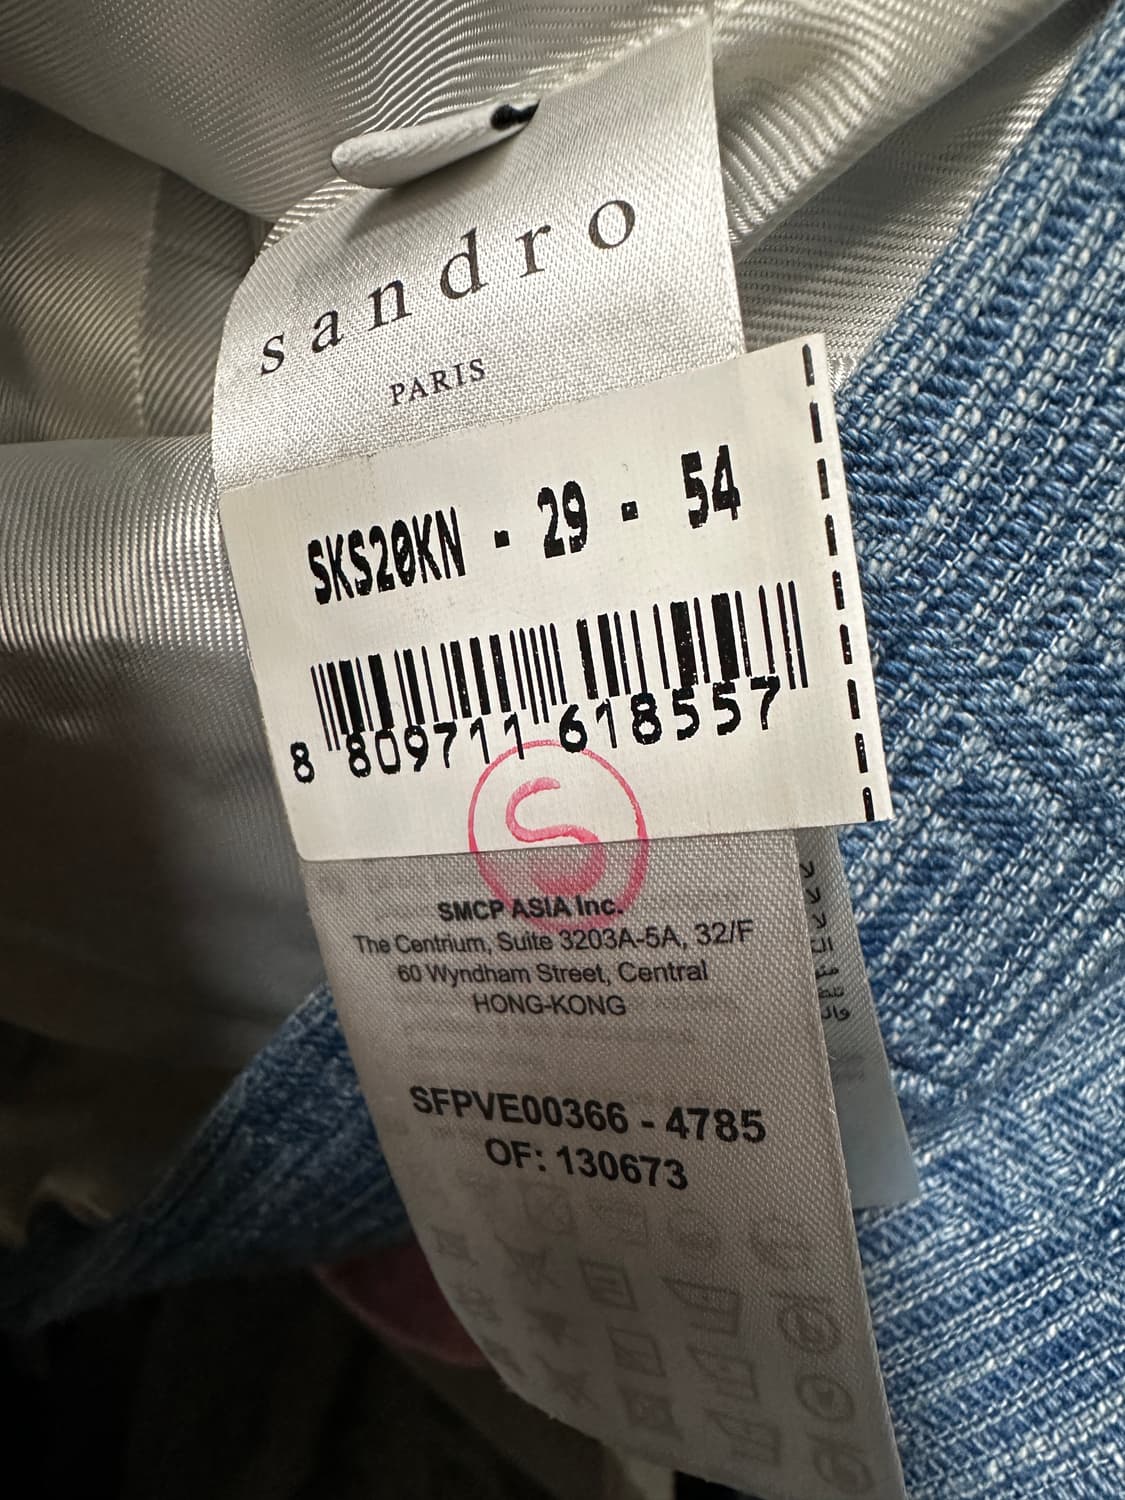 sandro
PARIS
SKS20KN - 29 - 54
8 809711 618557
S
SMCP ASIA Inc.
The Centrium, Suite 3203A-5A, 32/F
60 Wyndham Street, Central
HONG-KONG
SFPVE00366 - 4785
OF: 130673